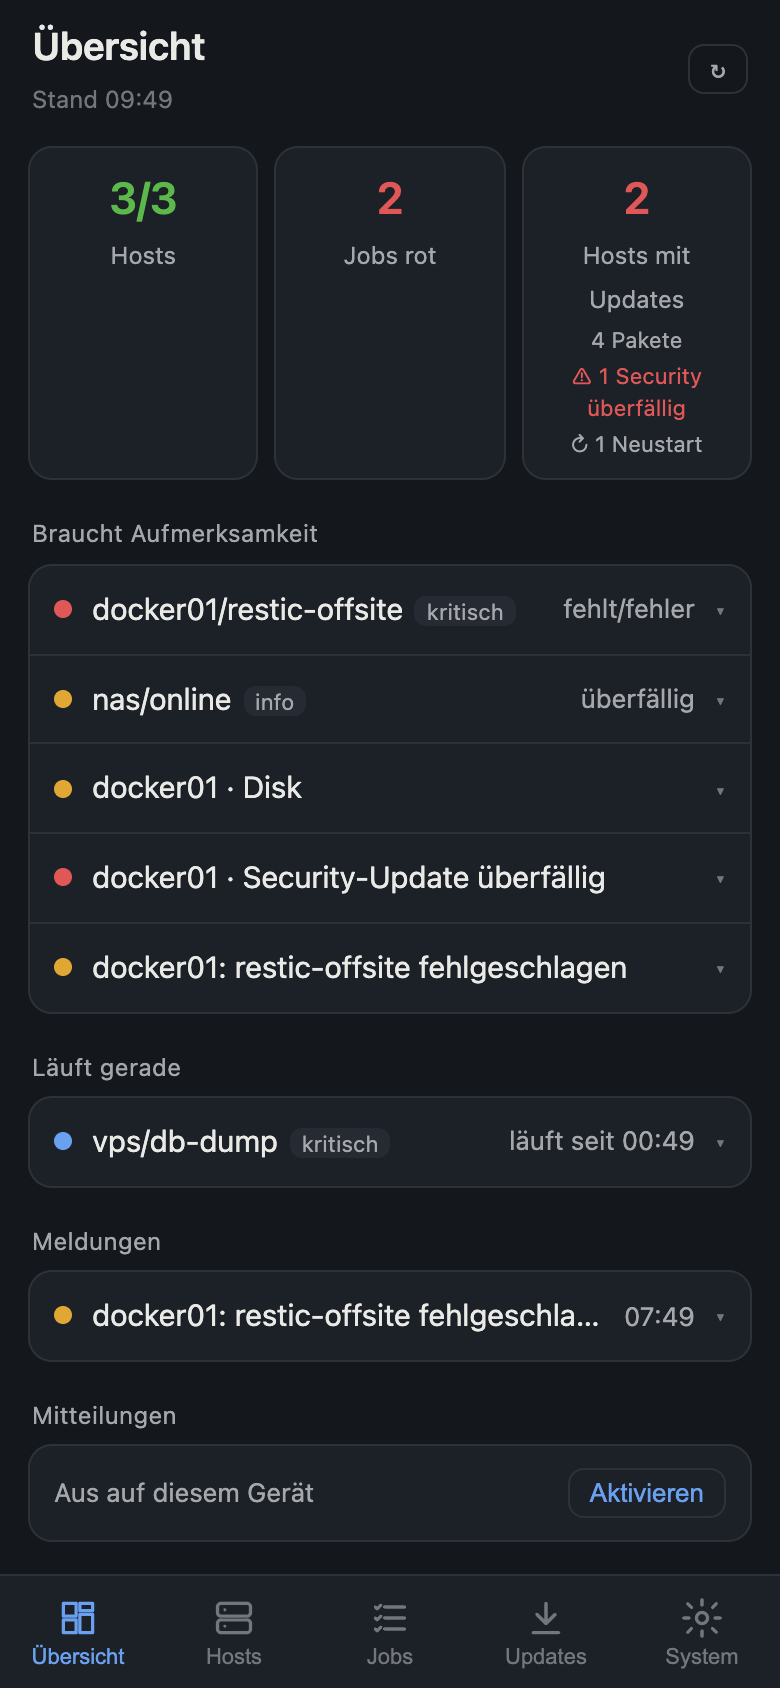 Übersicht
Stand 09:49
↻
3/3
Hosts
2
Jobs rot
2
Hosts mit
Updates
4 Pakete
⚠ 1 Security
überfällig
↻ 1 Neustart
Braucht Aufmerksamkeit
docker01/restic-offsite kritisch fehlt/fehler ▾
nas/online info überfällig ▾
docker01 · Disk ▾
docker01 · Security-Update überfällig ▾
docker01: restic-offsite fehlgeschlagen ▾
Läuft gerade
vps/db-dump kritisch läuft seit 00:49 ▾
Meldungen
docker01: restic-offsite fehlgeschla... 07:49 ▾
Mitteilungen
Aus auf diesem Gerät Aktivieren
Übersicht Hosts Jobs Updates System